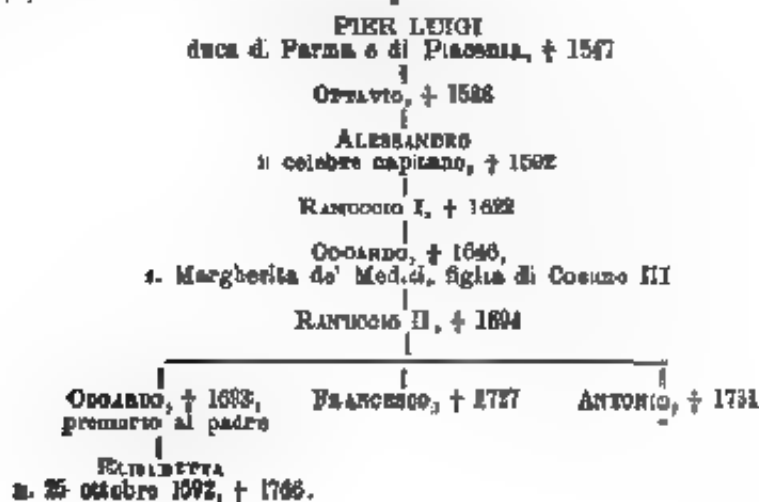 PIER LUIGI
duca di Parma e di Piacenza, † 1547
OTTAVIO, † 1586
ALESSANDRO
il celebre capitano, † 1592
RANUCCIO I, † 1622
ODOARDO, † 1646,
s. Margherita de' Medici, figlia di Cosimo III
RANUCCIO II, † 1694
ODOARDO, † 1693, FRANCESCO, † 1727 ANTONIO, † 1731
premorto al padre
ELISABETTA
n. 25 ottobre 1692, † 1766.